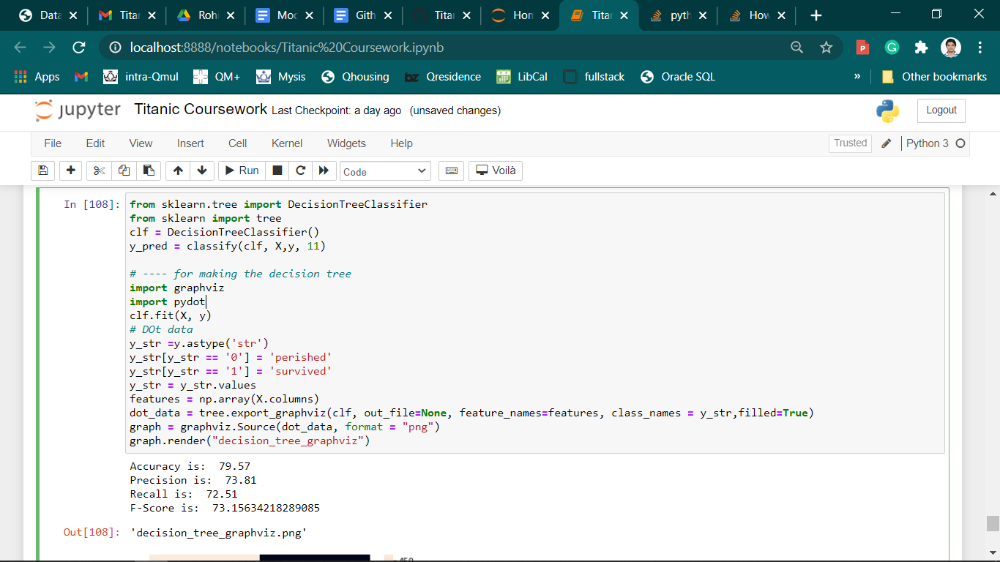 Data
Titar
Rohi
Moc
Gith
Titar
Hom
Titar
pyth
How
localhost:8888/notebooks/Titanic%20Coursework.ipynb
Apps
intra-Qmul
QM+
Mysis
Qhousing
bz Qresidence
LibCal
fullstack
Oracle SQL
»
Other bookmarks
jupyter Titanic Coursework Last Checkpoint: a day ago (unsaved changes)
Logout
File Edit View Insert Cell Kernel Widgets Help
Trusted
Python 3
Run
Code
Voilà
In [108]: from sklearn.tree import DecisionTreeClassifier
from sklearn import tree
clf = DecisionTreeClassifier()
y_pred = classify(clf, X,y, 11)
# ---- for making the decision tree
import graphviz
import pydot
clf.fit(X, y)
# DOt data
y_str =y.astype('str')
y_str[y_str == '0'] = 'perished'
y_str[y_str == '1'] = 'survived'
y_str = y_str.values
features = np.array(X.columns)
dot_data = tree.export_graphviz(clf, out_file=None, feature_names=features, class_names = y_str,filled=True)
graph = graphviz.Source(dot_data, format = "png")
graph.render("decision_tree_graphviz")
Accuracy is:  79.57
Precision is:  73.81
Recall is:  72.51
F-Score is:  73.15634218289085
Out[108]: 'decision_tree_graphviz.png'
450